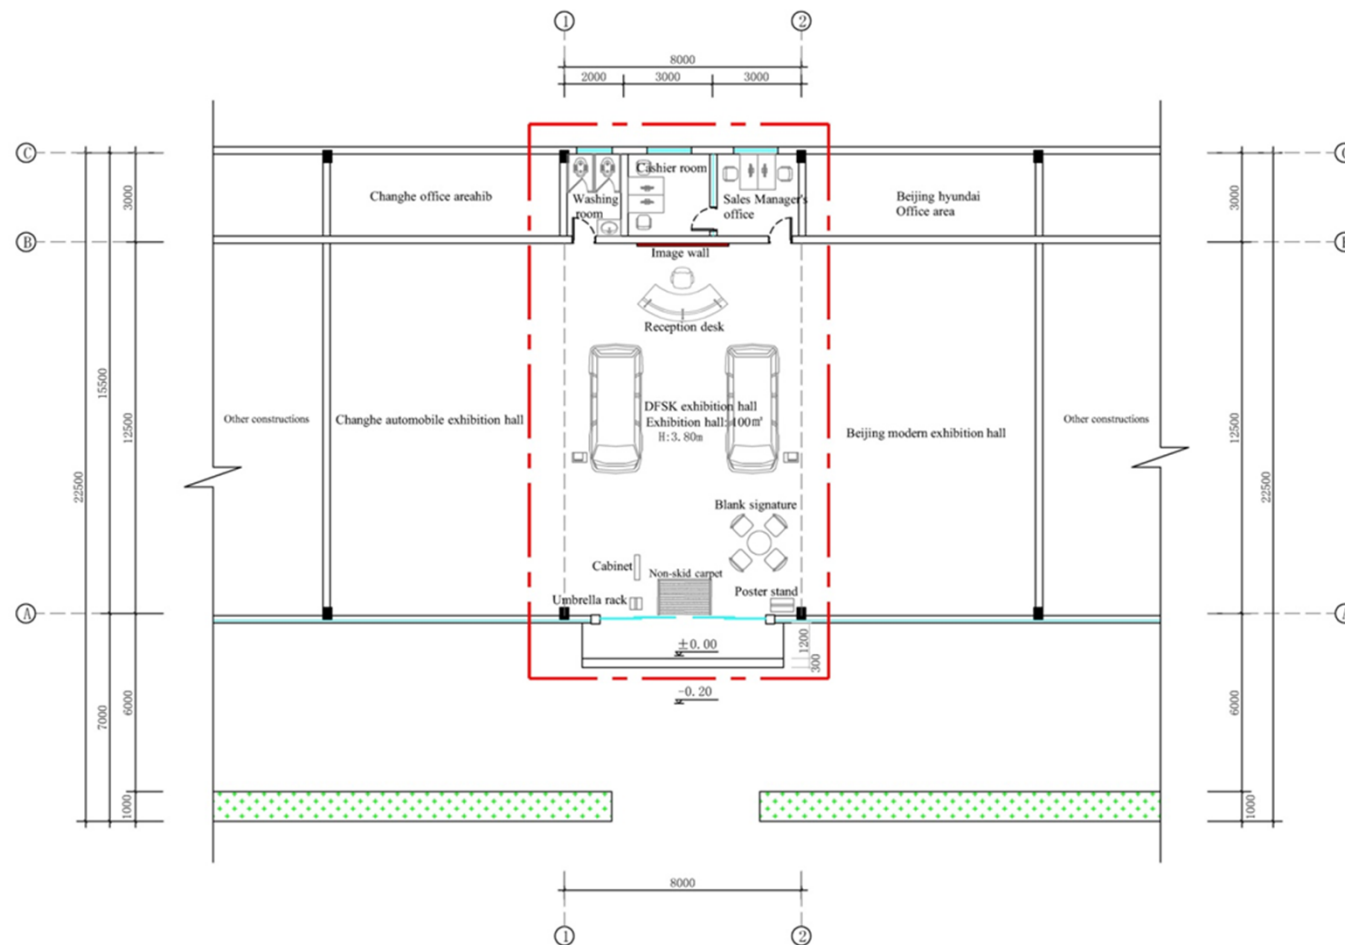 1 2
8000
2000 3000 3000
C
3000
Changhe office areahib
Cashier room
Washing
room
Sales Manager's
office
Beijing hyundai
Office area
3000
B
Image wall
Reception desk
22500
15500
12500
Other constructions
Changhe automobile exhibition hall
DFSK exhibition hall
Exhibition hall:100㎡
H:3.80m
Beijing modern exhibition hall
Other constructions
12500
22500
Blank signature
Cabinet
Non-skid carpet
Umbrella rack
Poster stand
A
±0.00
1200
300
-0.20
7000
6000
6000
1000
1000
8000
1 2